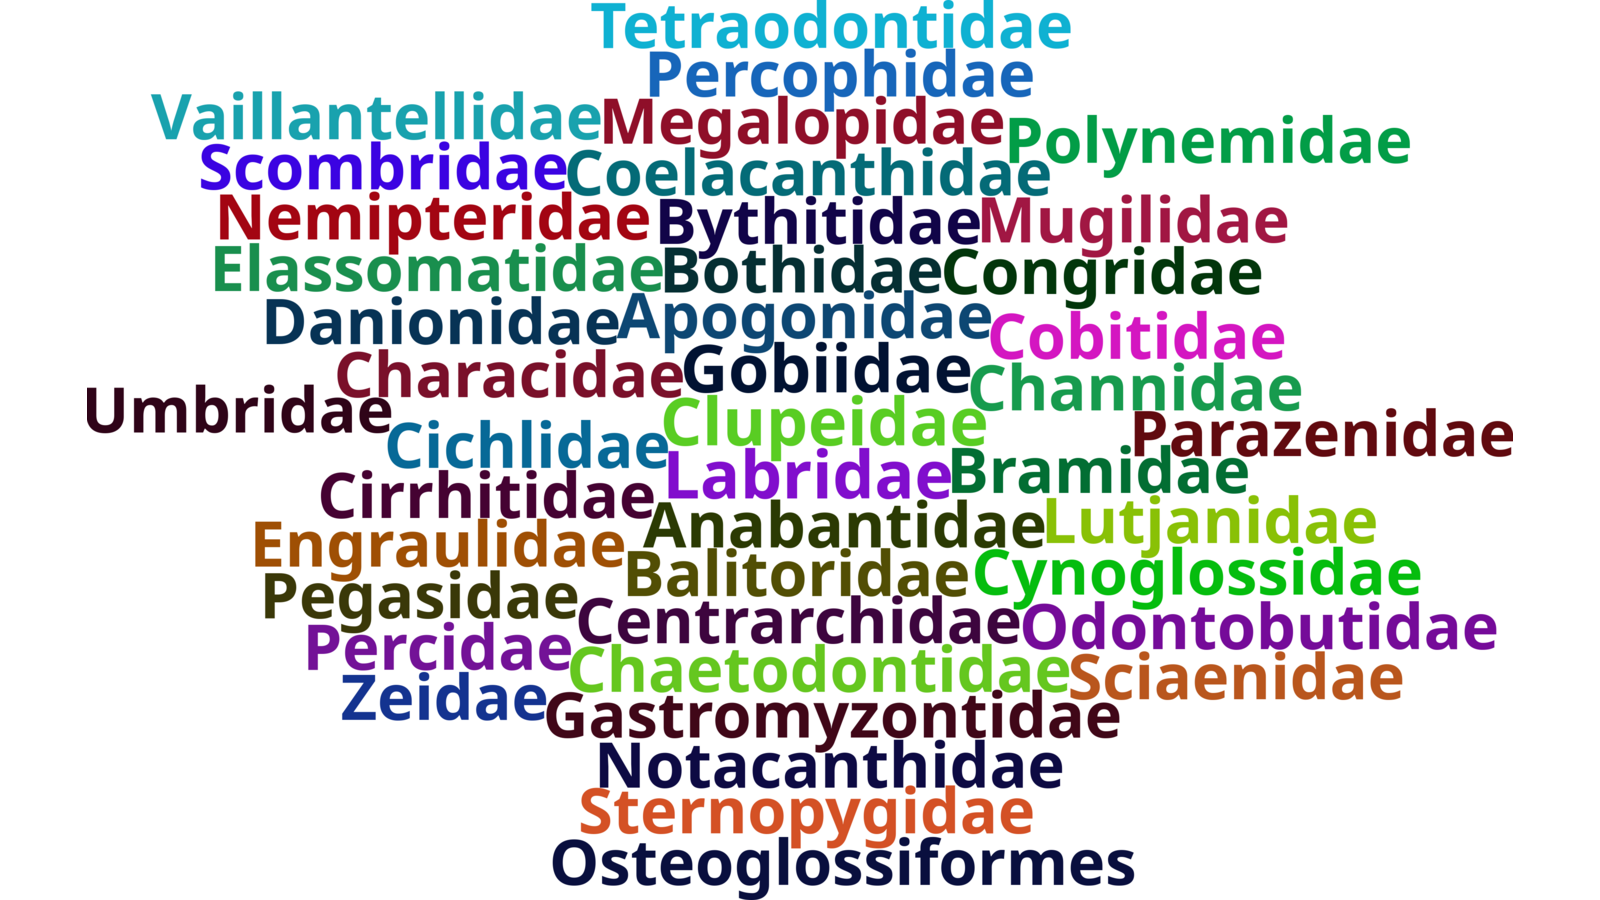 Tetraodontidae
Percophidae
Vaillantellidae Megalopidae Polynemidae
Scombridae Coelacanthidae
Nemipteridae Bythitidae Mugilidae
Elassomatidae Bothidae Congridae
Danionidae Apogonidae Cobitidae
Characidae Gobiidae Channidae
Umbridae Cichlidae Clupeidae Parazenidae
Cirrhitidae Labridae Bramidae
Engraulidae Anabantidae Lutjanidae
Pegasidae Balitoridae Cynoglossidae
Percidae Centrarchidae Odontobutidae
Zeidae Chaetodontidae Sciaenidae
Gastromyzontidae
Notacanthidae
Sternopygidae
Osteoglossiformes